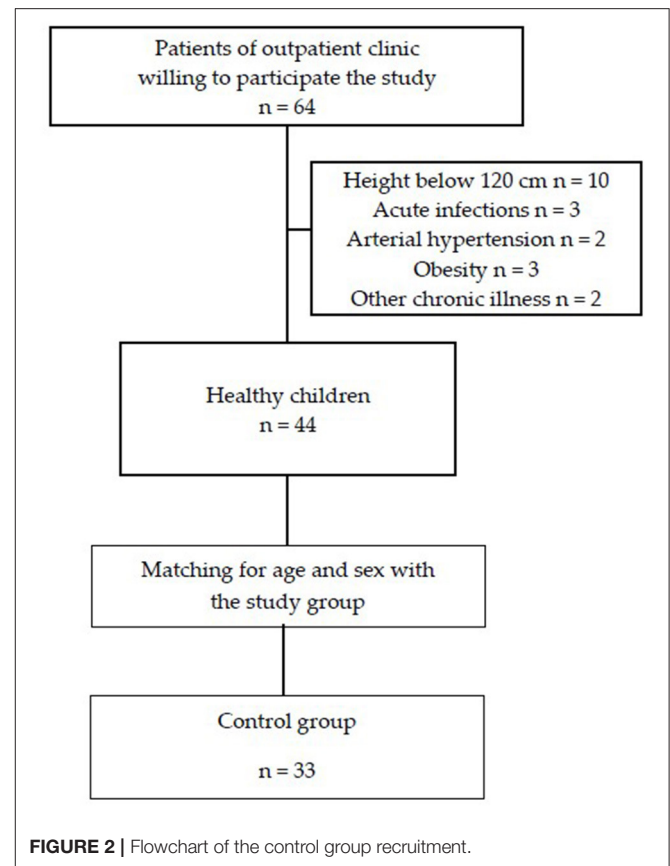 Patients of outpatient clinic
willing to participate the study
n = 64
Height below 120 cm n = 10
Acute infections n = 3
Arterial hypertension n = 2
Obesity n = 3
Other chronic illness n = 2
Healthy children
n = 44
Matching for age and sex with
the study group
Control group
n = 33
FIGURE 2 | Flowchart of the control group recruitment.